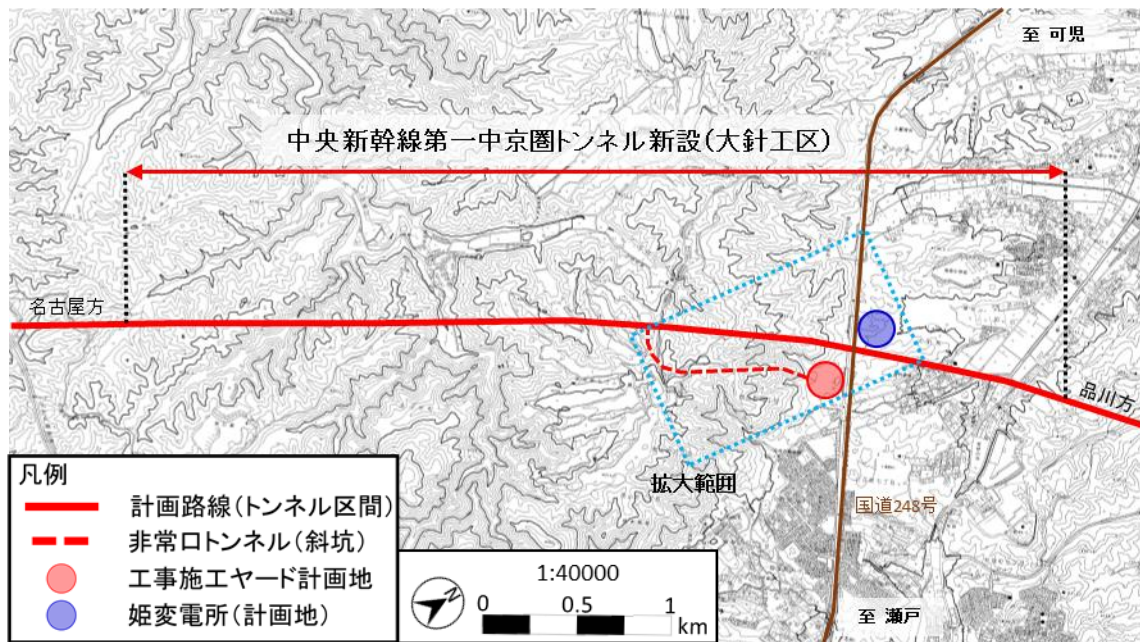 至 可児
中央新幹線第一中京圏トンネル新設(大針工区)
名古屋方
品川方
拡大範囲
国道248号
至 瀬戸
凡例
計画路線(トンネル区間)
非常口トンネル(斜坑)
工事施工ヤード計画地
姫変電所(計画地)
N
1:40000
0 0.5 1
km